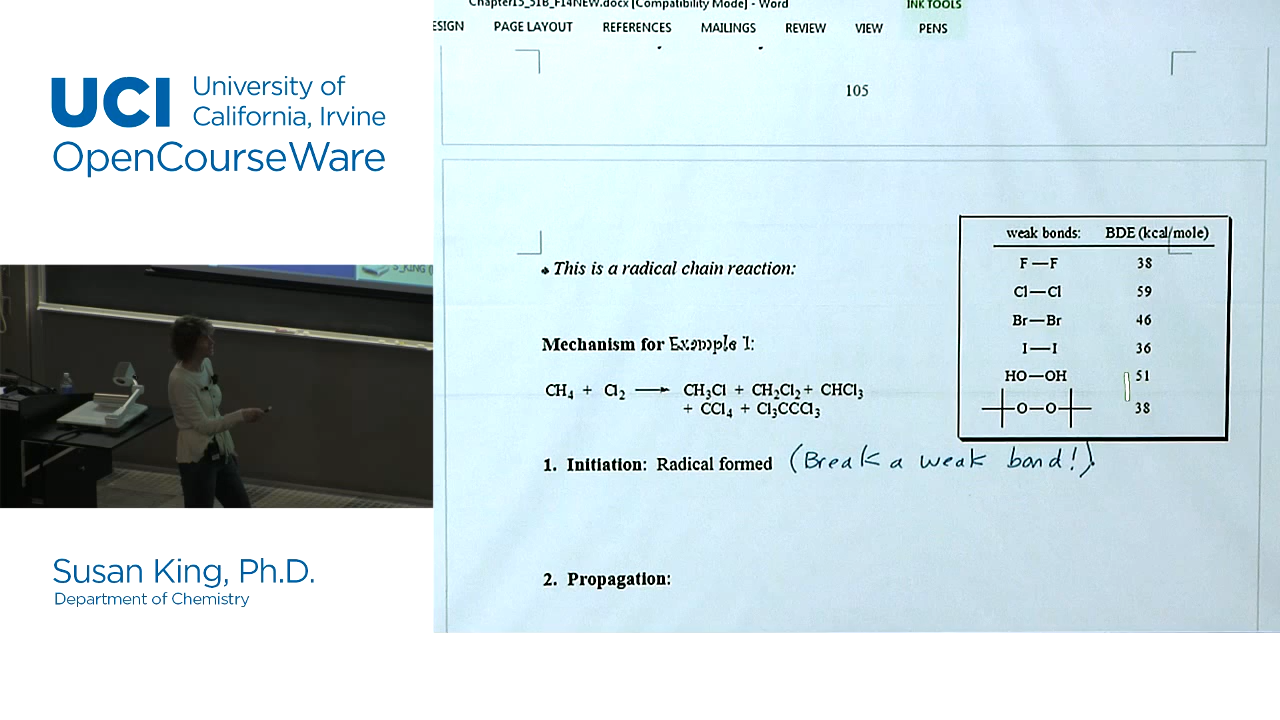 UCI University of
California, Irvine
OpenCourseWare
Susan King, Ph.D.
Department of Chemistry
Chapter15_51B_F14NEW.docx [Compatibility Mode] - Word
INK TOOLS
ESIGN PAGE LAYOUT REFERENCES MAILINGS REVIEW VIEW PENS
105
This is a radical chain reaction:
Mechanism for Example 1:
CH4 + Cl2 ⟶ CH3Cl + CH2Cl2 + CHCl3
+ CCl4 + Cl3CCCl3
1. Initiation: Radical formed (Break a weak bond!).
2. Propagation:
weak bonds: BDE (kcal/mole)
F—F 38
Cl—Cl 59
Br—Br 46
I—I 36
HO—OH 51
O—O 38